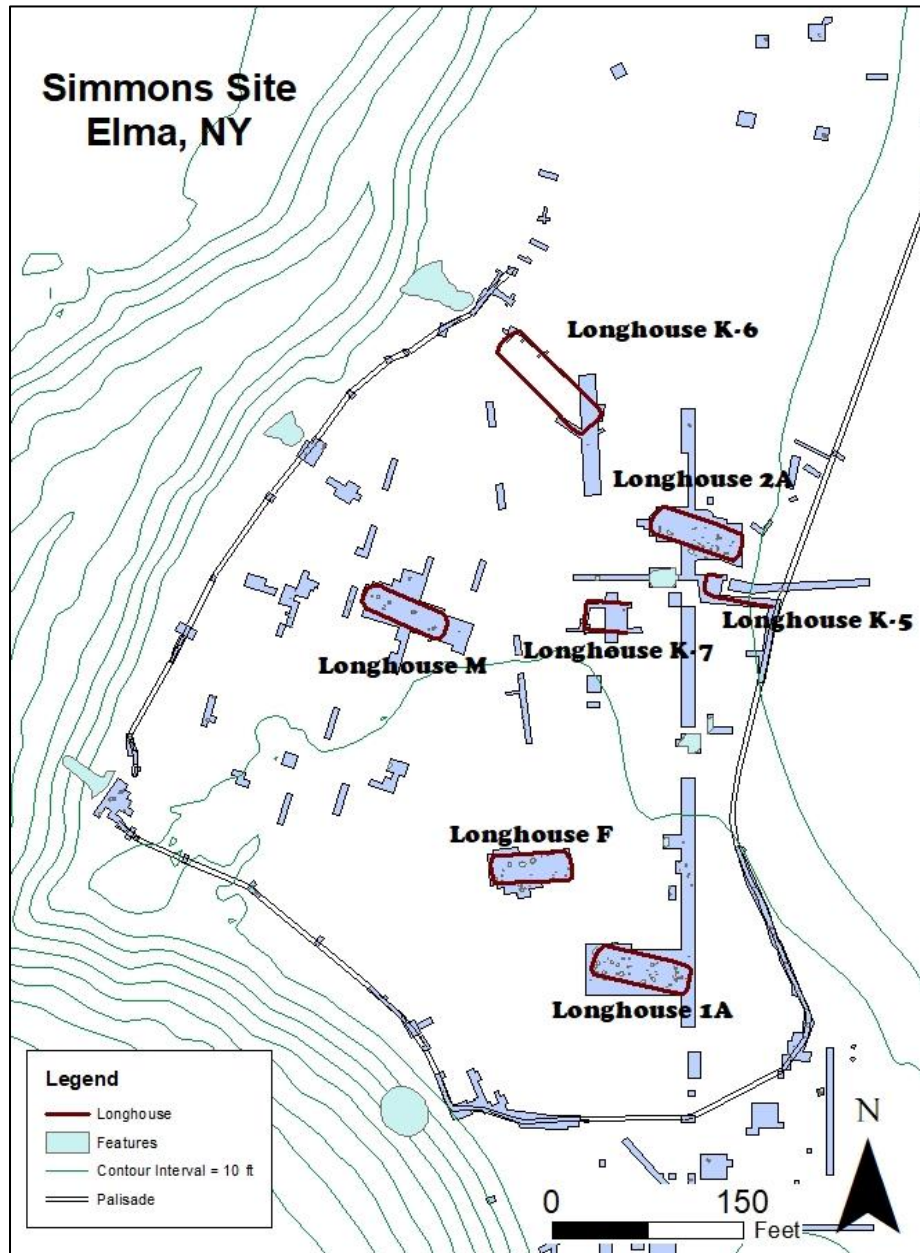 Simmons Site
Elma, NY
Longhouse K-6
Longhouse 2A
Longhouse K-5
Longhouse K-7
Longhouse M
Longhouse F
Longhouse 1A
Legend
Longhouse
Features
Contour Interval = 10 ft
Palisade
N
0 150
Feet